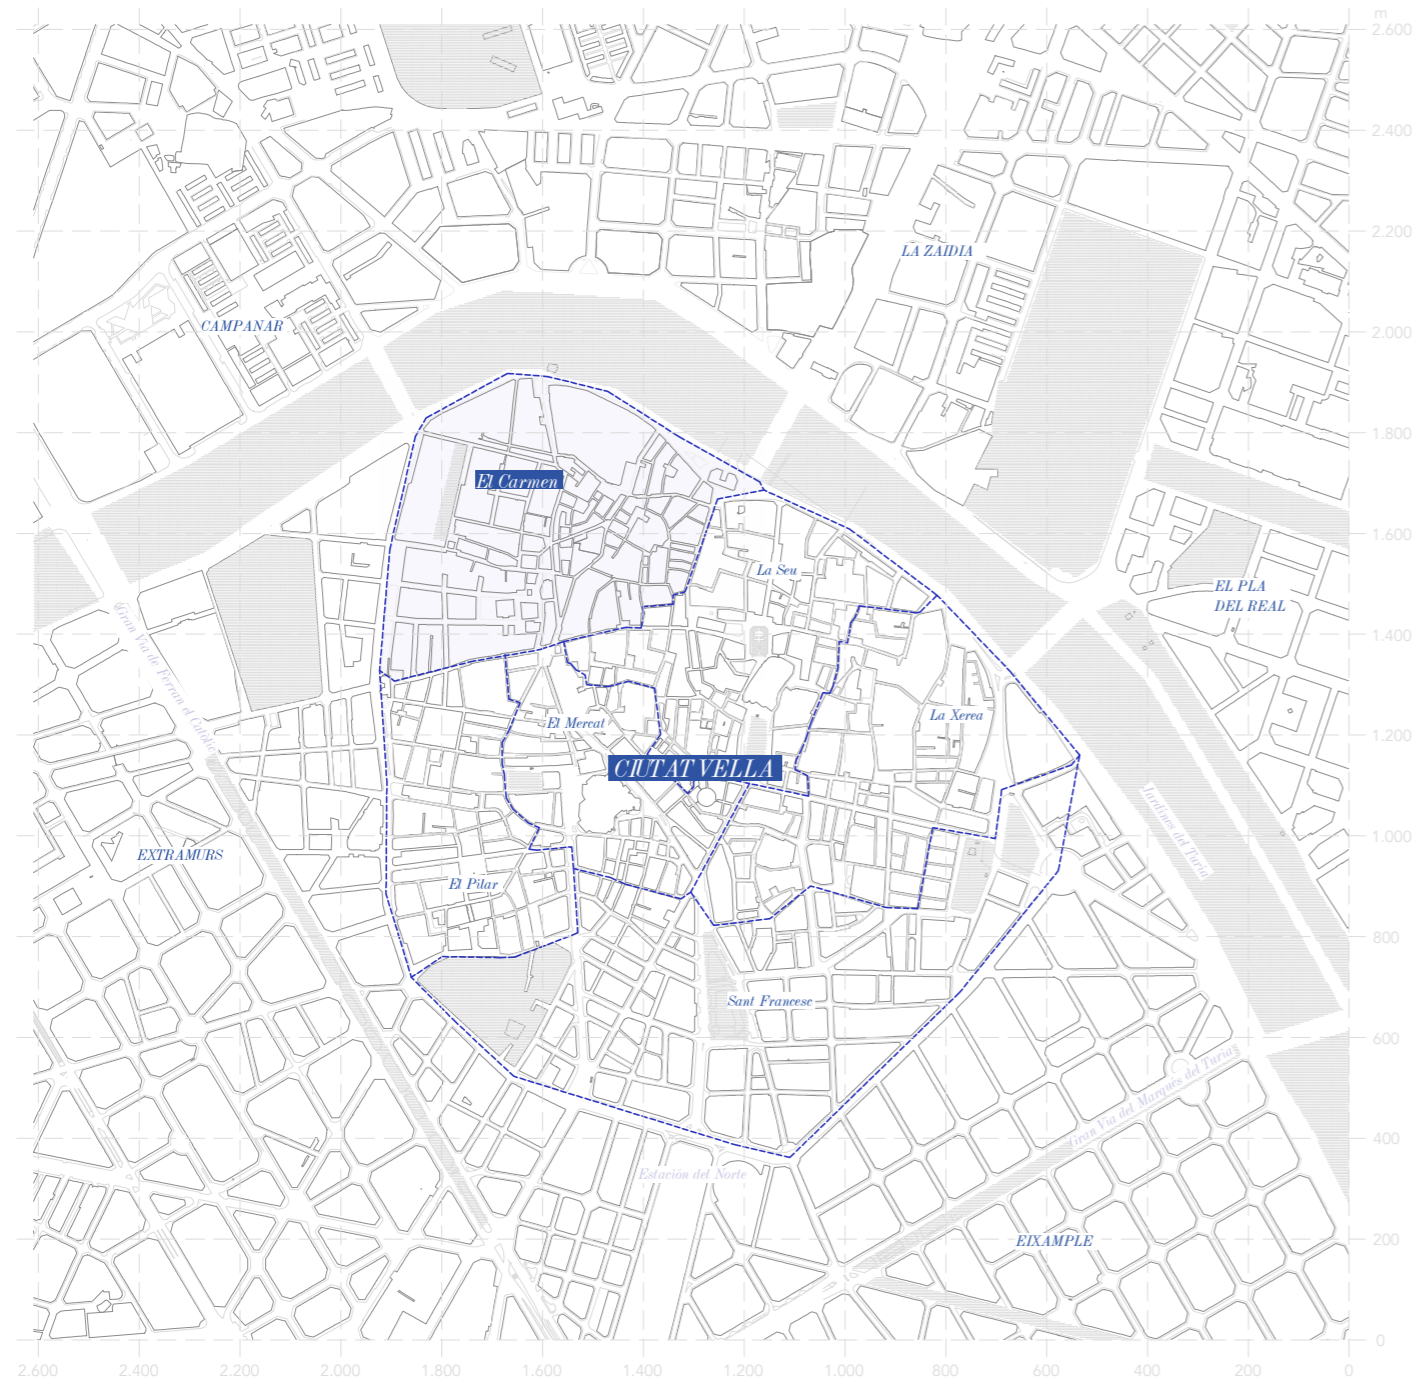 m
2.600
2.400
2.200
LA ZAIDIA
2.000
CAMPANAR
1.800
El Carmen
1.600
La Seu
EL PLA
DEL REAL
1.400
Gran Via de Ferran el Catòlic
La Xerea
El Mercat
1.200
CIUTAT VELLA
Jardines del Turia
1.000
EXTRAMURS
El Pilar
800
Sant Francesc
600
Gran Via del Marqués del Turias
400
Estación del Norte
EIXAMPLE
200
0
2.600 2.400 2.200 2.000 1.800 1.600 1.400 1.200 1.000 800 600 400 200 0